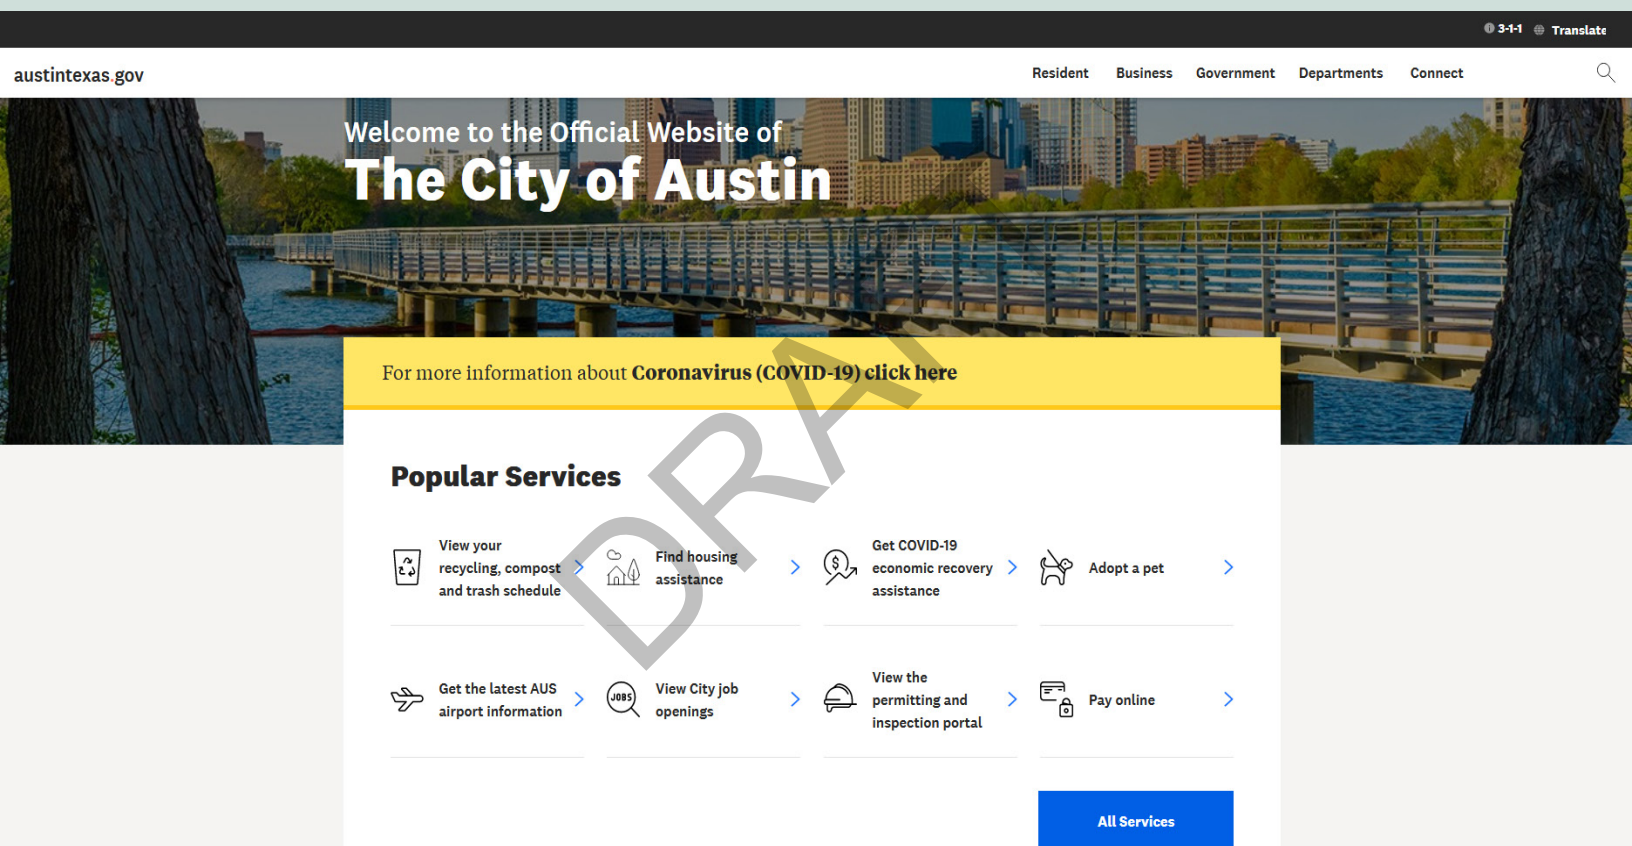 3-1-1 Translate
austintexas.gov
Resident Business Government Departments Connect
Welcome to the Official Website of
The City of Austin
For more information about Coronavirus (COVID-19) click here
Popular Services
View your
recycling, compost
and trash schedule
Find housing
assistance
Get COVID-19
economic recovery
assistance
Adopt a pet
Get the latest AUS
airport information
JOBS
View City job
openings
View the
permitting and
inspection portal
Pay online
All Services
DRA